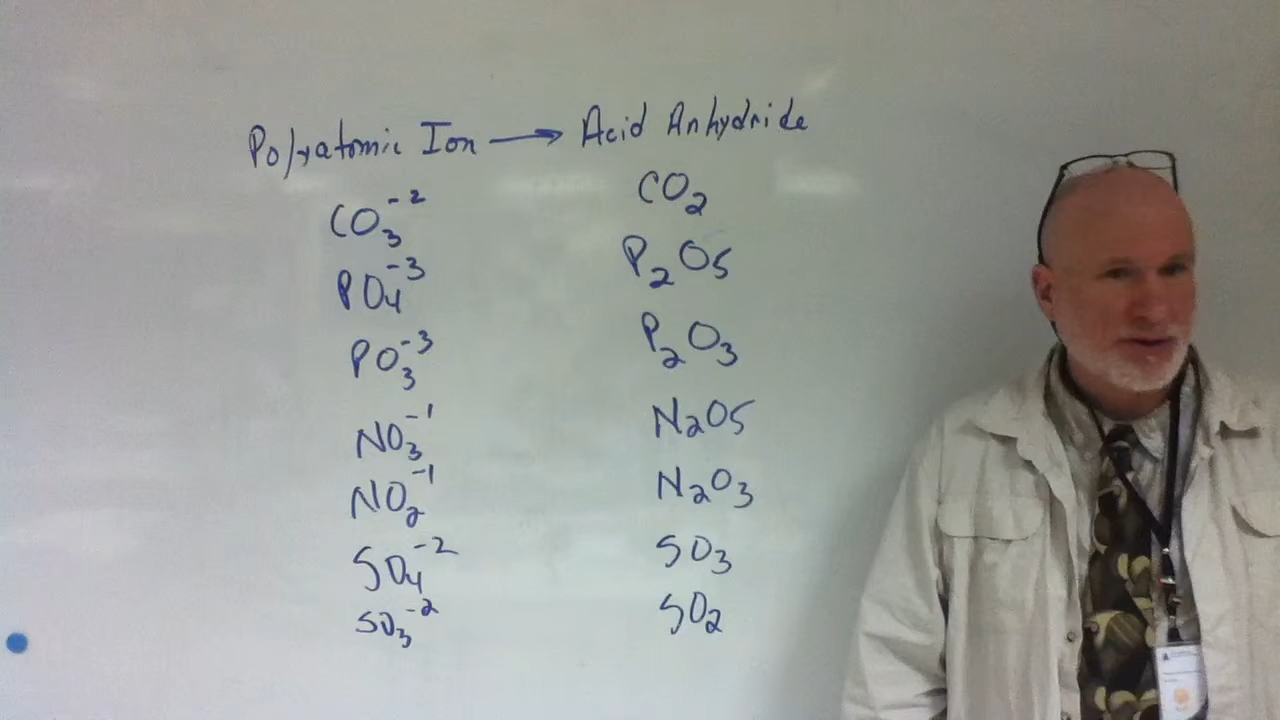 Polyatomic Ion → Acid Anhydride
CO₃⁻² CO₂
PO₄⁻³ P₂O₅
PO₃⁻³ P₂O₃
NO₃⁻¹ N₂O5
NO₂⁻¹ N₂O₃
SO₄⁻² SO₃
SO₃⁻² SO₂